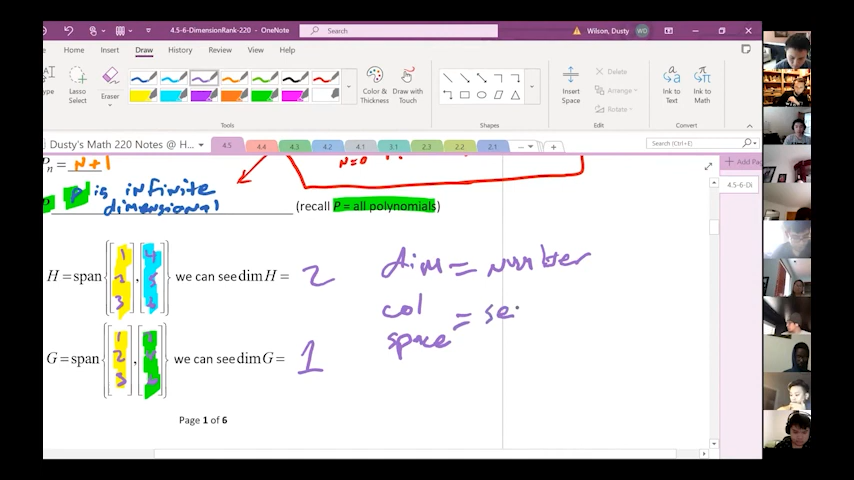 4.5-6-DimensionRank-220 - OneNote
Search
Wilson, Dusty
WD
Home Insert Draw History Review View Help
Type
Lasso Select
Eraser
Color & Thickness
Draw with Touch
Insert Space
Delete
Arrange
Rotate
Ink to Text
Ink to Math
Tools
Shapes
Edit
Convert
Dusty's Math 220 Notes @ H...
4.5 4.4 4.3 4.2 4.1 3.1 2.3 2.2 2.1
Search (Ctrl+E)
Add Pag
4.5-6-Di
Pn = n+1
n=0
P is infinite
dimensional
(recall P = all polynomials)
H = span { [1 2 3], [4 5 6] } we can see dim H = 2
dim = number
col space = se
G = span { [1 2 3], } we can see dim G = 1
Page 1 of 6